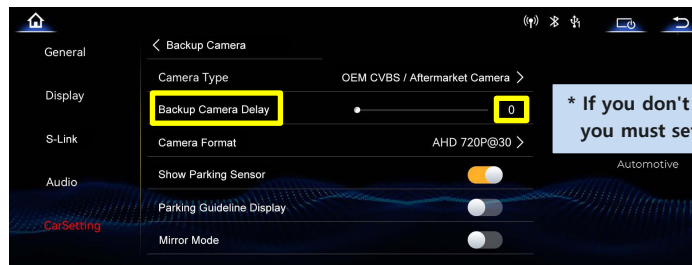 General
Display
S-Link
Audio
CarSetting
Backup Camera
Camera Type OEM CVBS / Aftermarket Camera
Backup Camera Delay 0
Camera Format AHD 720P@30
Show Parking Sensor
Parking Guideline Display
Mirror Mode
* If you don't
you must se
Automotive